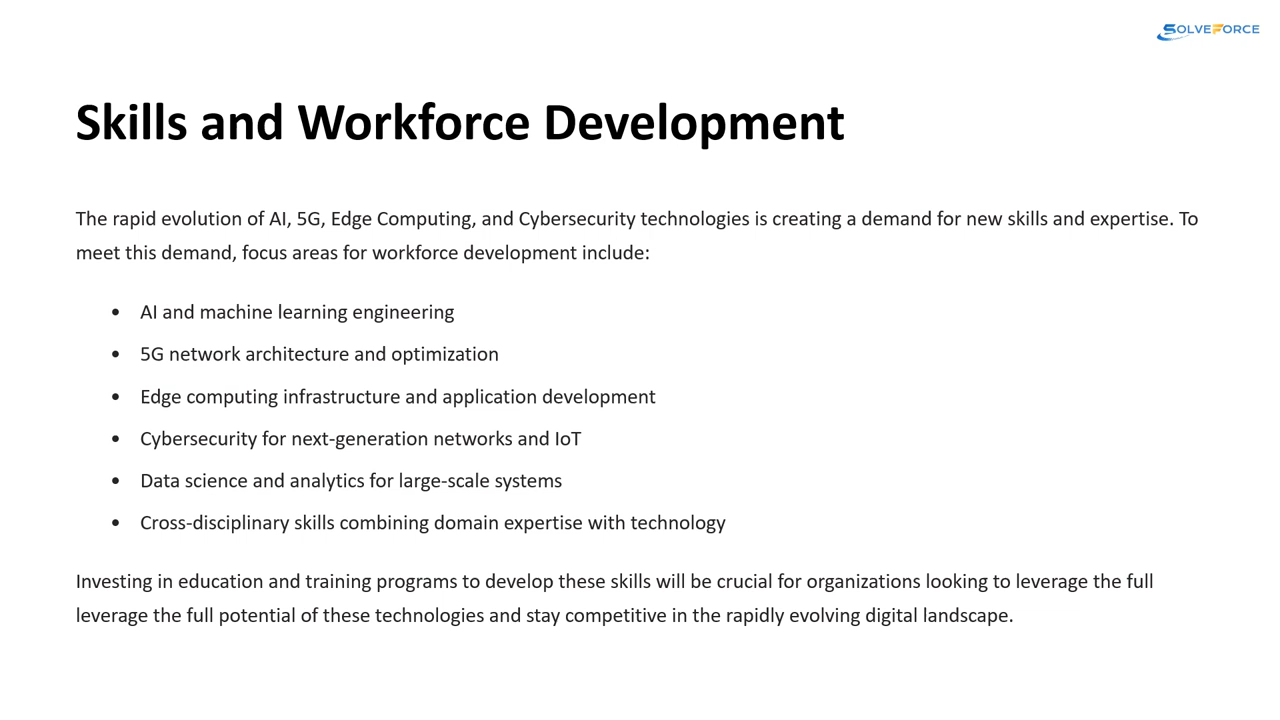 SOLVEFORCE
Skills and Workforce Development
The rapid evolution of AI, 5G, Edge Computing, and Cybersecurity technologies is creating a demand for new skills and expertise. To
meet this demand, focus areas for workforce development include:
• AI and machine learning engineering
• 5G network architecture and optimization
• Edge computing infrastructure and application development
• Cybersecurity for next-generation networks and IoT
• Data science and analytics for large-scale systems
• Cross-disciplinary skills combining domain expertise with technology
Investing in education and training programs to develop these skills will be crucial for organizations looking to leverage the full
leverage the full potential of these technologies and stay competitive in the rapidly evolving digital landscape.